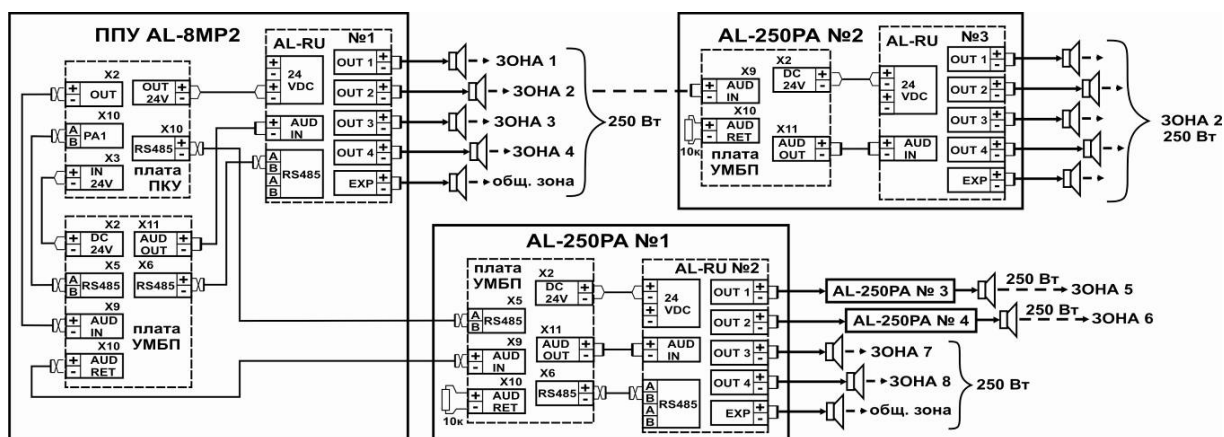 ППУ AL-8MP2
AL-RU
№1
X2
+ - OUT
OUT 24V + -
+ - + - 24 VDC
X10
A B PA1
X10
RS485 + -
X3
+ - IN 24V
плата ПКУ
+ - AUD IN
A B A B RS485
OUT 1 + -
OUT 2 + -
OUT 3 + -
OUT 4 + -
EXP + -
ЗОНА 1
ЗОНА 2
ЗОНА 3
ЗОНА 4
общ. зона
250 Вт
X2
+ - DC 24V
X11
AUD OUT + -
X5
A B RS485
X6
RS485 + -
X9
+ - AUD IN
X10
+ - AUD RET
плата УМБП
AL-250PA №2
AL-RU
№3
X9
+ - AUD IN
X2
DC 24V + -
+ - + - 24 VDC
X10
+ - AUD RET
10к
плата УМБП
X11
AUD OUT + -
+ - AUD IN
OUT 1 + -
OUT 2 + -
OUT 3 + -
OUT 4 + -
EXP + -
ЗОНА 2
250 Вт
AL-250PA №1
плата УМБП
X2
DC 24V + -
AL-RU №2
+ - + - 24 VDC
X5
A B RS485
X9
+ - AUD IN
X11
AUD OUT + -
+ - AUD IN
X10
+ - AUD RET
10к
X6
RS485 + -
A B A B RS485
OUT 1 + -
OUT 2 + -
OUT 3 + -
OUT 4 + -
EXP + -
AL-250PA № 3
250 Вт
ЗОНА 5
AL-250PA № 4
250 Вт
ЗОНА 6
ЗОНА 7
ЗОНА 8
общ. зона
250 Вт